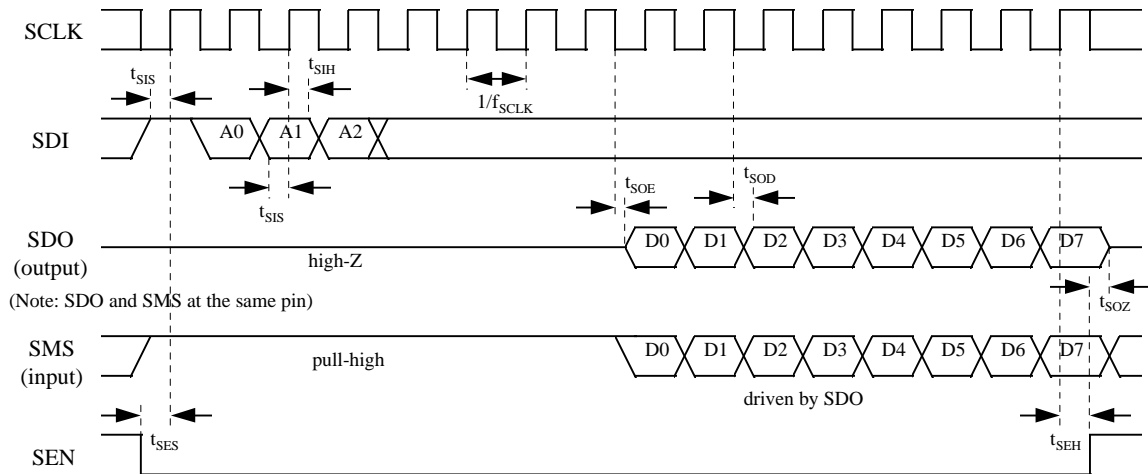 SCLK
tSIS
tSIH
1/fSCLK
SDI
A0 A1 A2
tSIS
tSOE
tSOD
SDO
(output)
high-Z
D0 D1 D2 D3 D4 D5 D6 D7
(Note: SDO and SMS at the same pin)
tSOZ
SMS
(input)
pull-high
D0 D1 D2 D3 D4 D5 D6 D7
driven by SDO
tSES
tSEH
SEN